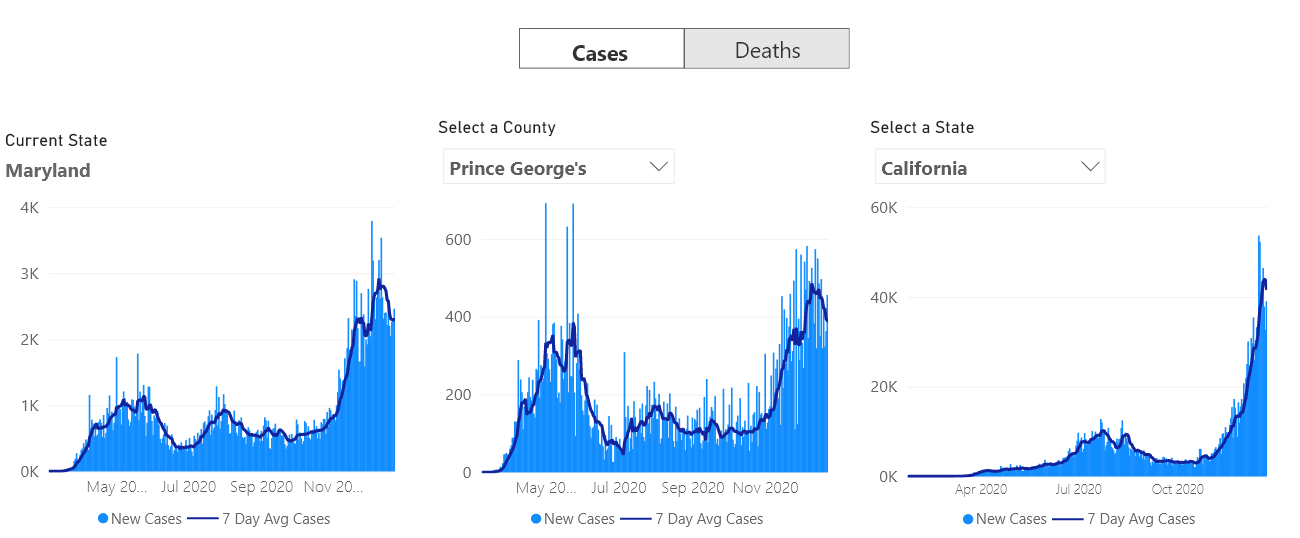 Cases Deaths
Current State
Maryland
4K
3K
2K
1K
0K
May 20... Jul 2020 Sep 2020 Nov 20...
New Cases 7 Day Avg Cases
Select a County
Prince George's
600
400
200
0
May 20... Jul 2020 Sep 2020 Nov 2020
New Cases 7 Day Avg Cases
Select a State
California
60K
40K
20K
0K
Apr 2020 Jul 2020 Oct 2020
New Cases 7 Day Avg Cases